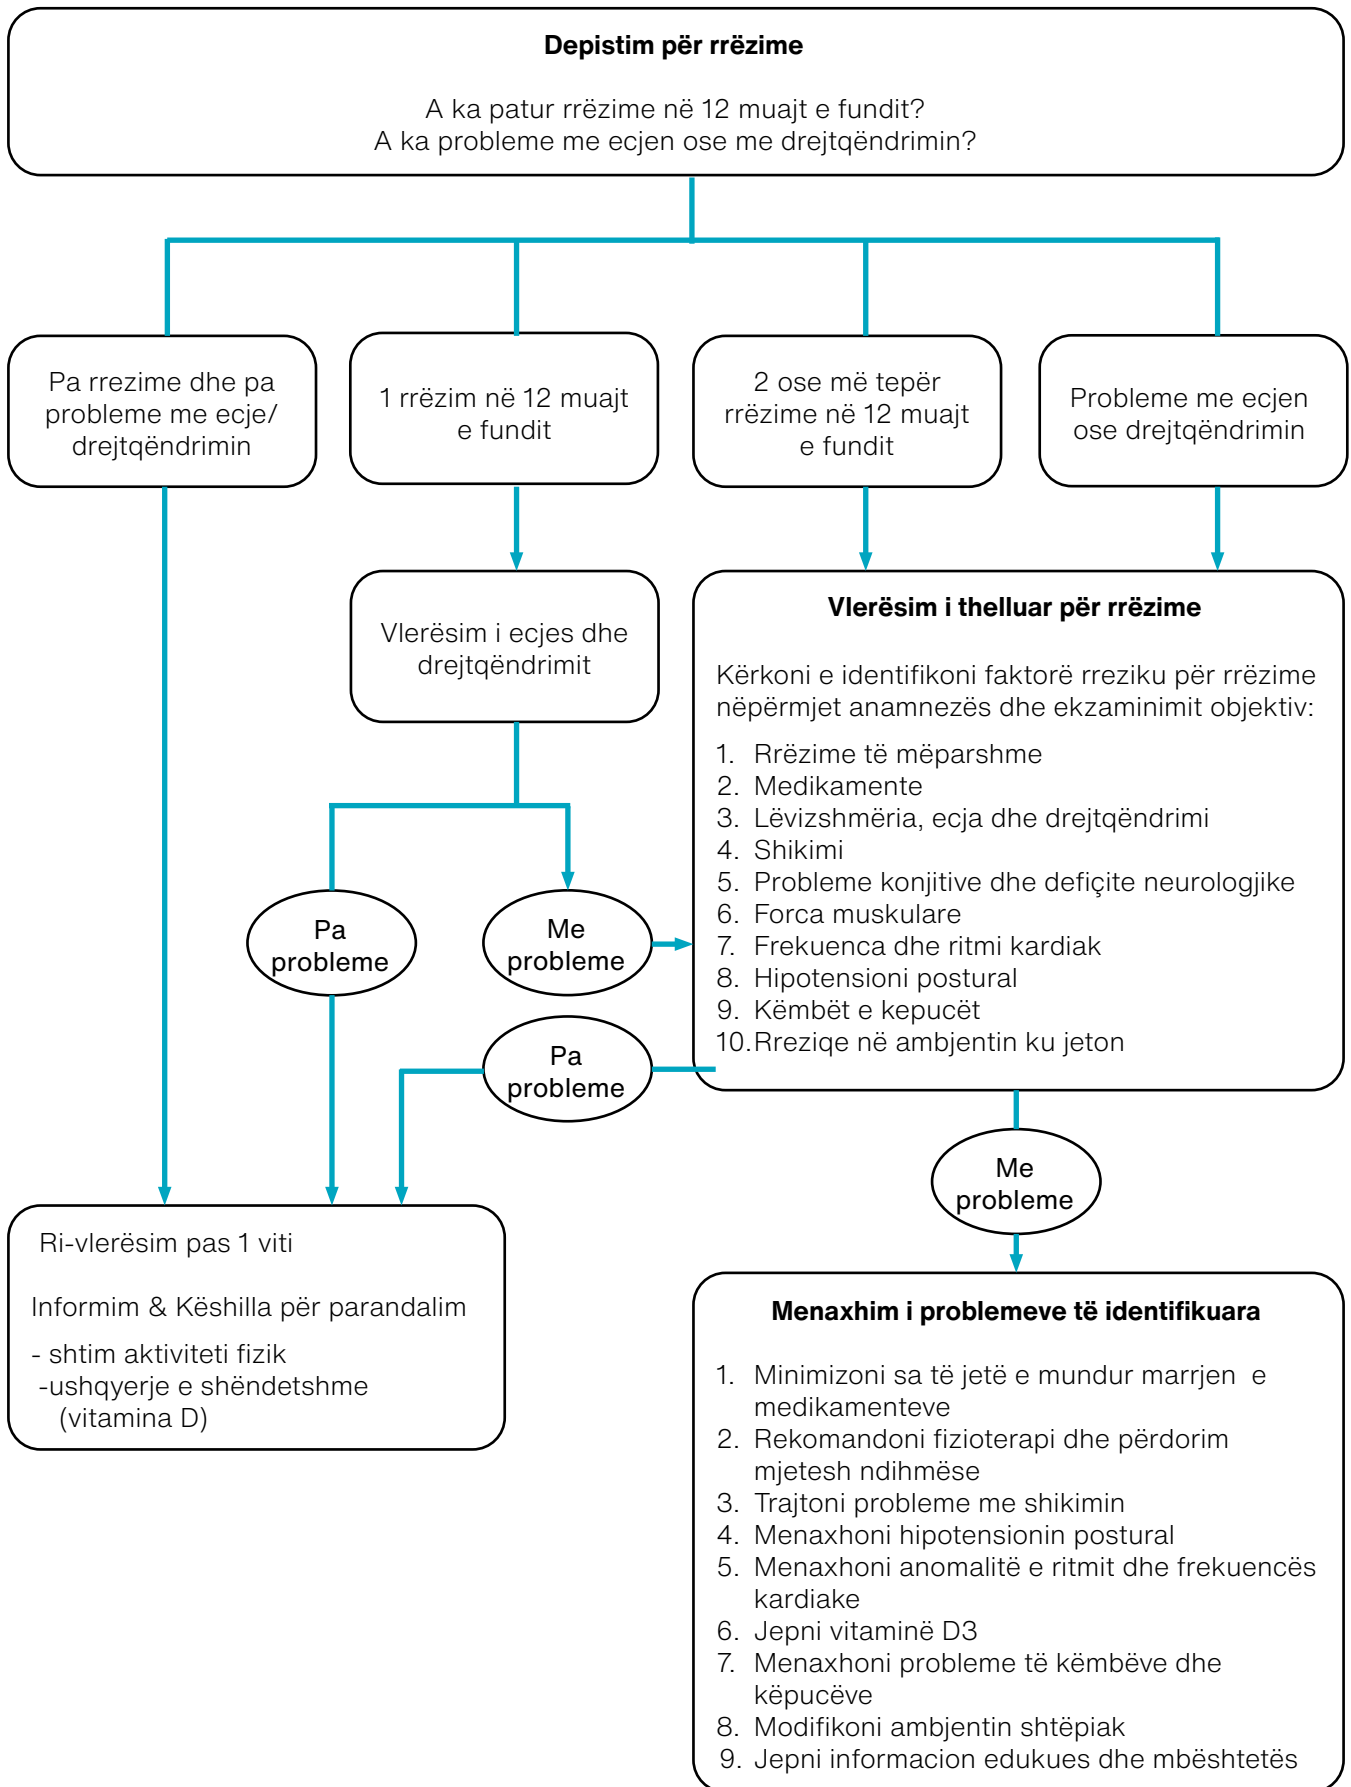 Depistim për rrëzime
A ka patur rrëzime në 12 muajt e fundit?
A ka probleme me ecjen ose me drejtqëndrimin?
Pa rrezime dhe pa
probleme me ecje/
drejtqëndrimin
1 rrëzim në 12 muajt
e fundit
2 ose më tepër
rrëzime në 12 muajt
e fundit
Probleme me ecjen
ose drejtqëndrimin
Vlerësim i ecjes dhe
drejtqëndrimit
Vlerësim i thelluar për rrëzime
Kërkoni e identifikoni faktorë rreziku për rrëzime
nëpërmjet anamnezës dhe ekzaminimit objektiv:
1. Rrëzime të mëparshme
2. Medikamente
3. Lëvizshmëria, ecja dhe drejtqëndrimi
4. Shikimi
5. Probleme konjitive dhe defiçite neurologjike
6. Forca muskulare
7. Frekuenca dhe ritmi kardiak
8. Hipotensioni postural
9. Këmbët e kepucët
10.Rreziqe në ambjentin ku jeton
Pa
probleme
Me
probleme
Pa
probleme
Me
probleme
Ri-vlerësim pas 1 viti
Informim & Këshilla për parandalim
- shtim aktiviteti fizik
-ushqyerje e shëndetshme
(vitamina D)
Menaxhim i problemeve të identifikuara
1. Minimizoni sa të jetë e mundur marrjen e
medikamenteve
2. Rekomandoni fizioterapi dhe përdorim
mjetesh ndihmëse
3. Trajtoni probleme me shikimin
4. Menaxhoni hipotensionin postural
5. Menaxhoni anomalitë e ritmit dhe frekuencës
kardiake
6. Jepni vitaminë D3
7. Menaxhoni probleme të këmbëve dhe
këpucëve
8. Modifikoni ambjentin shtëpiak
9. Jepni informacion edukues dhe mbështetës